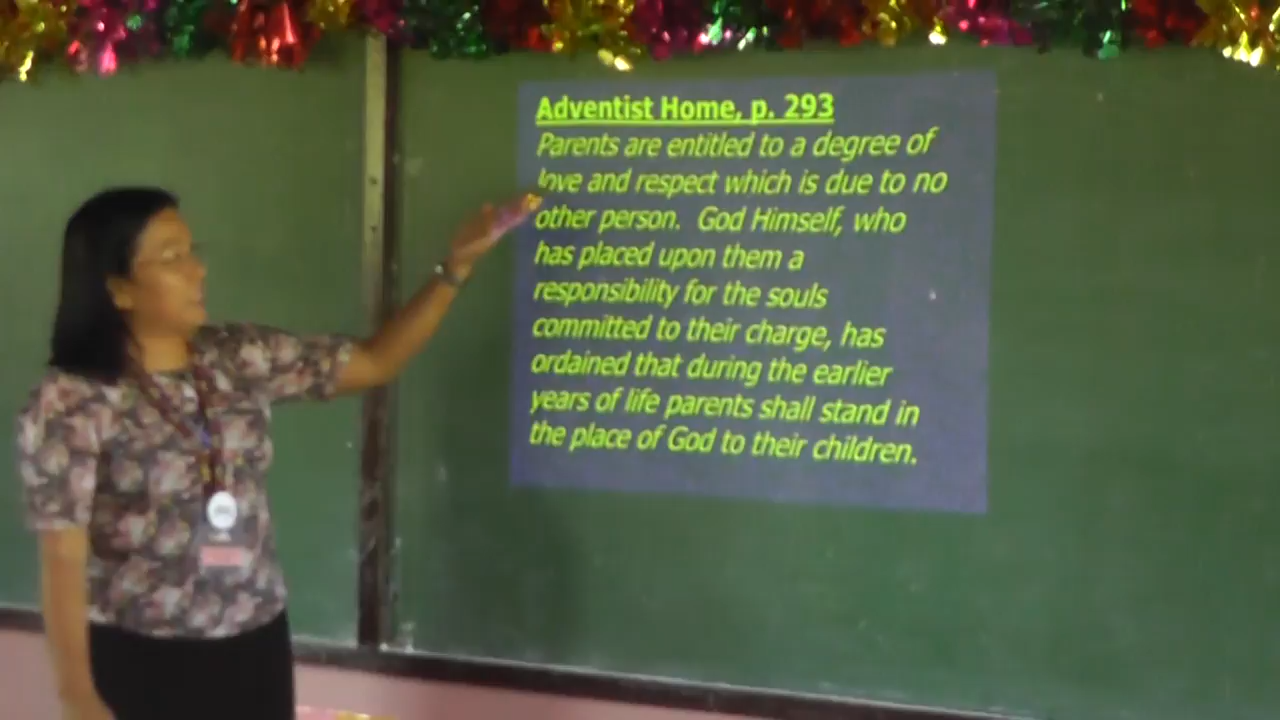 Adventist Home, p. 293
Parents are entitled to a degree of
love and respect which is due to no
other person. God Himself, who
has placed upon them a
responsibility for the souls
committed to their charge, has
ordained that during the earlier
years of life parents shall stand in
the place of God to their children.